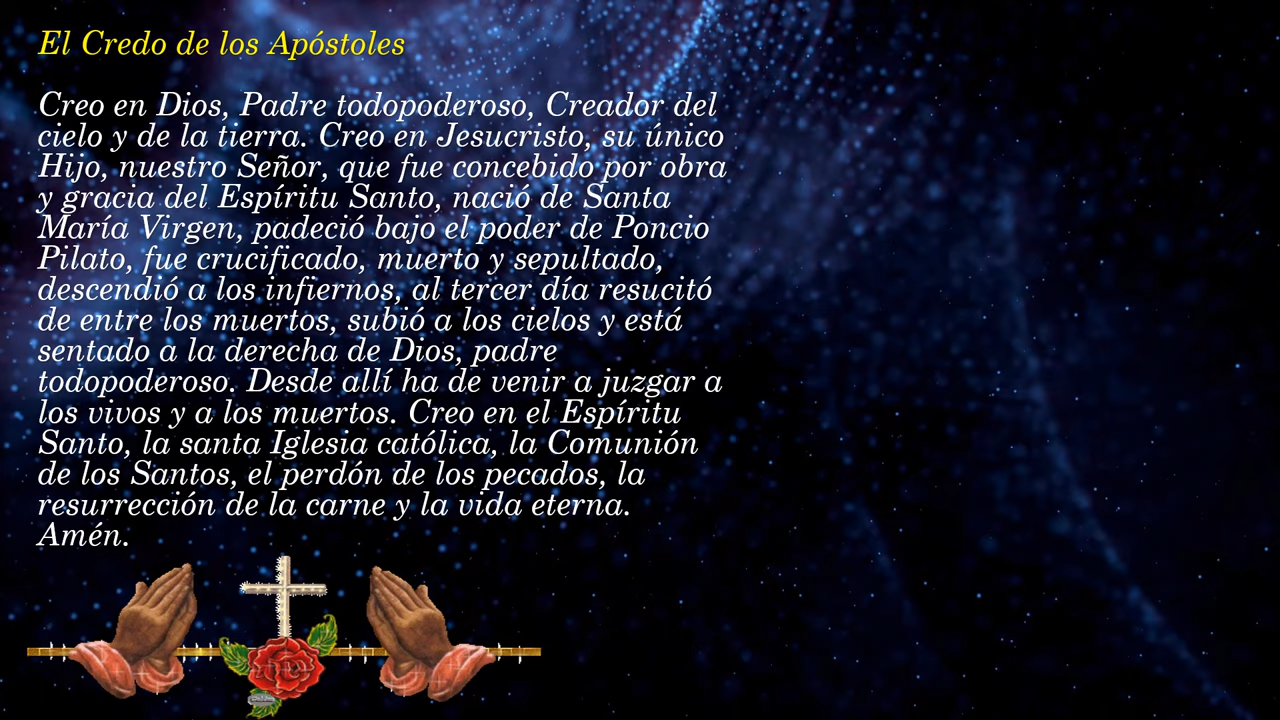 El Credo de los Apóstoles
Creo en Dios, Padre todopoderoso, Creador del
cielo y de la tierra. Creo en Jesucristo, su único
Hijo, nuestro Señor, que fue concebido por obra
y gracia del Espíritu Santo, nació de Santa
María Virgen, padeció bajo el poder de Poncio
Pilato, fue crucificado, muerto y sepultado,
descendió a los infiernos, al tercer día resucitó
de entre los muertos, subió a los cielos y está
sentado a la derecha de Dios, padre
todopoderoso. Desde allí ha de venir a juzgar a
los vivos y a los muertos. Creo en el Espíritu
Santo, la santa Iglesia católica, la Comunión
de los Santos, el perdón de los pecados, la
resurrección de la carne y la vida eterna.
Amén.